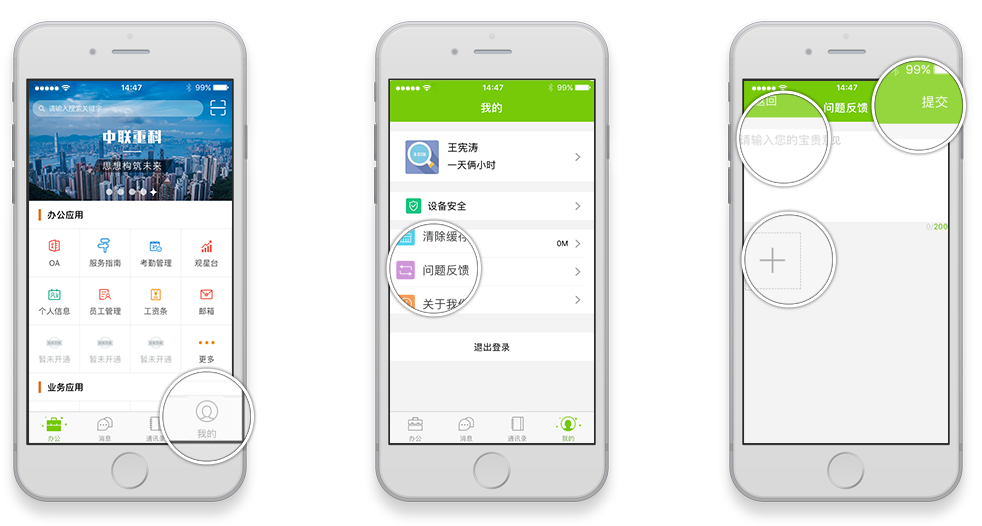 14:47
99%
请输入搜索关键字
中联重科
思想构筑未来
办公应用
OA
服务指南
考勤管理
观星台
个人信息
员工管理
工资条
邮箱
暂未开通
暂未开通
暂未开通
更多
业务应用
办公
消息
通讯录
我的
14:47
99%
我的
王宪涛
一天俩小时
设备安全
清除缓存
0M
问题反馈
关于我们
退出登录
办公
消息
通讯录
我的
14:47
99%
返回
问题反馈
提交
请输入您的宝贵意见
0/200